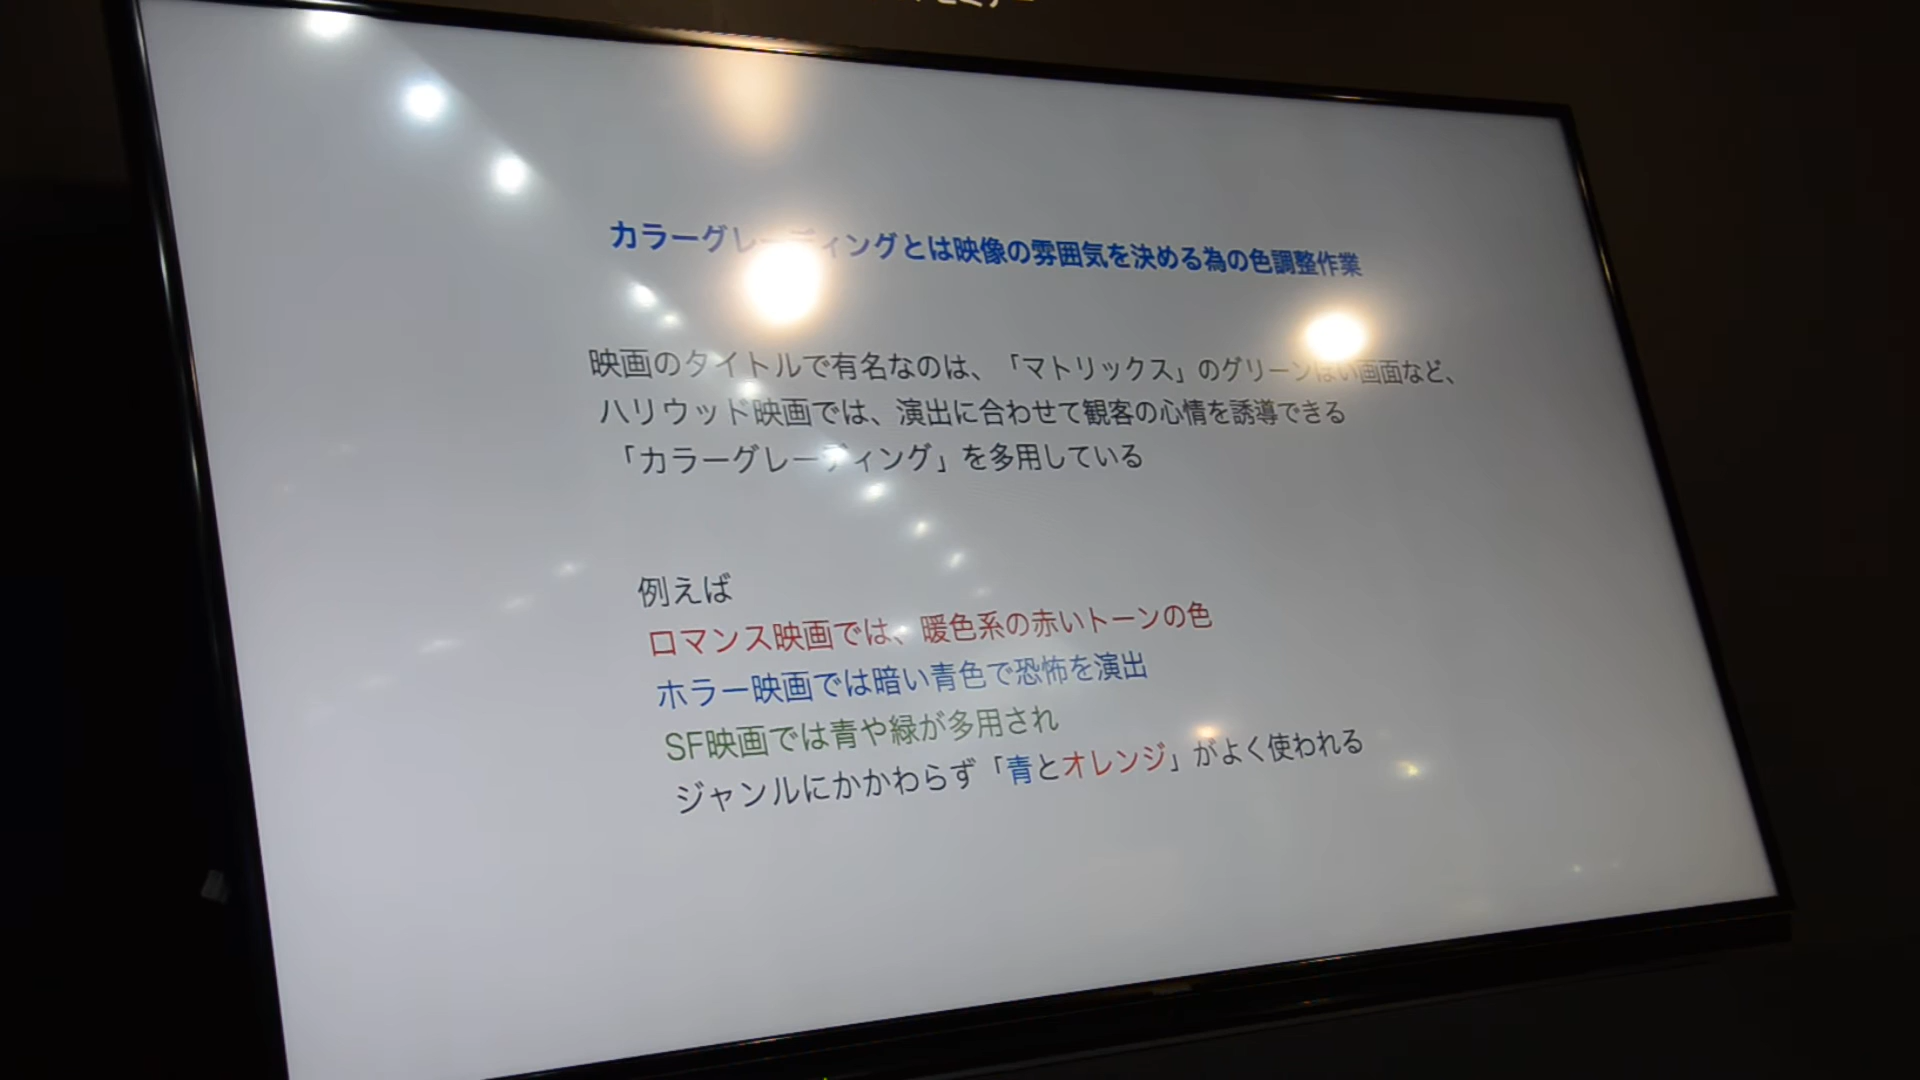 カラーグレーディングとは映像の雰囲気を決める為の色調整作業
映画のタイトルで有名なのは、「マトリックス」のグリーンぽい画面など、
ハリウッド映画では、演出に合わせて観客の心情を誘導できる
「カラーグレーディング」を多用している
例えば
ロマンス映画では、暖色系の赤いトーンの色
ホラー映画では暗い青色で恐怖を演出
SF映画では青や緑が多用され
ジャンルにかかわらず「青とオレンジ」がよく使われる